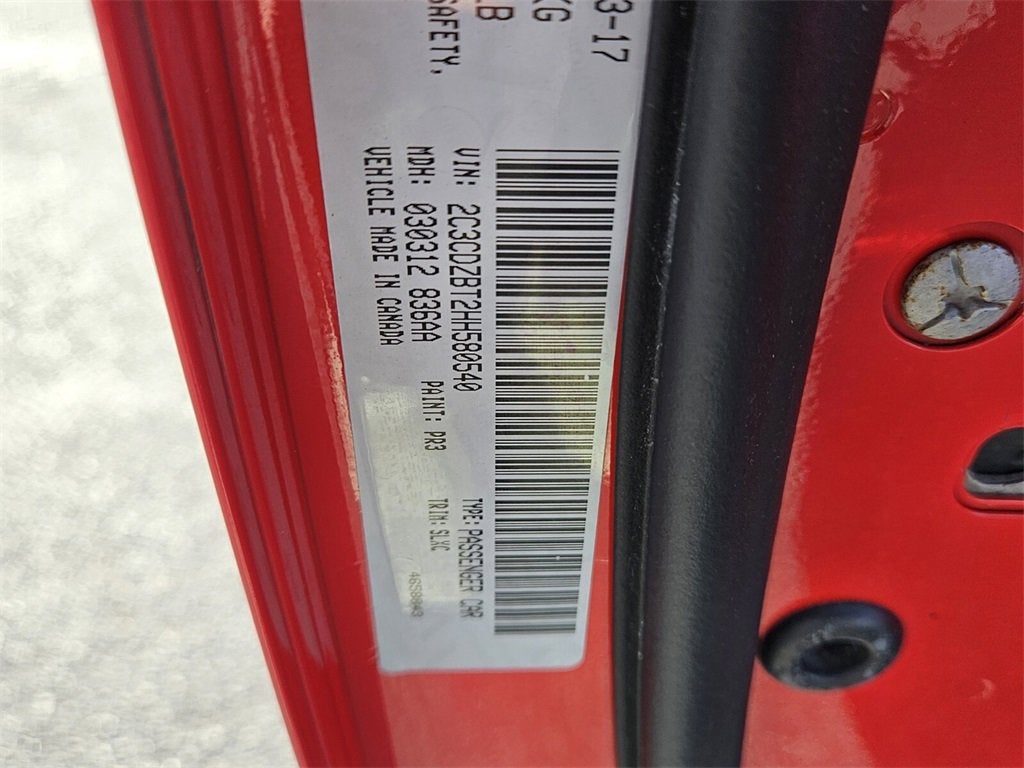 3-17
KG
LB
SAFETY,
VIN: 2C3CDZBT2HH580540
TYPE: PASSENGER CAR
MDH: 030312 836AA
PAINT: PR3
TRIM: SLXC
VEHICLE MADE IN CANADA